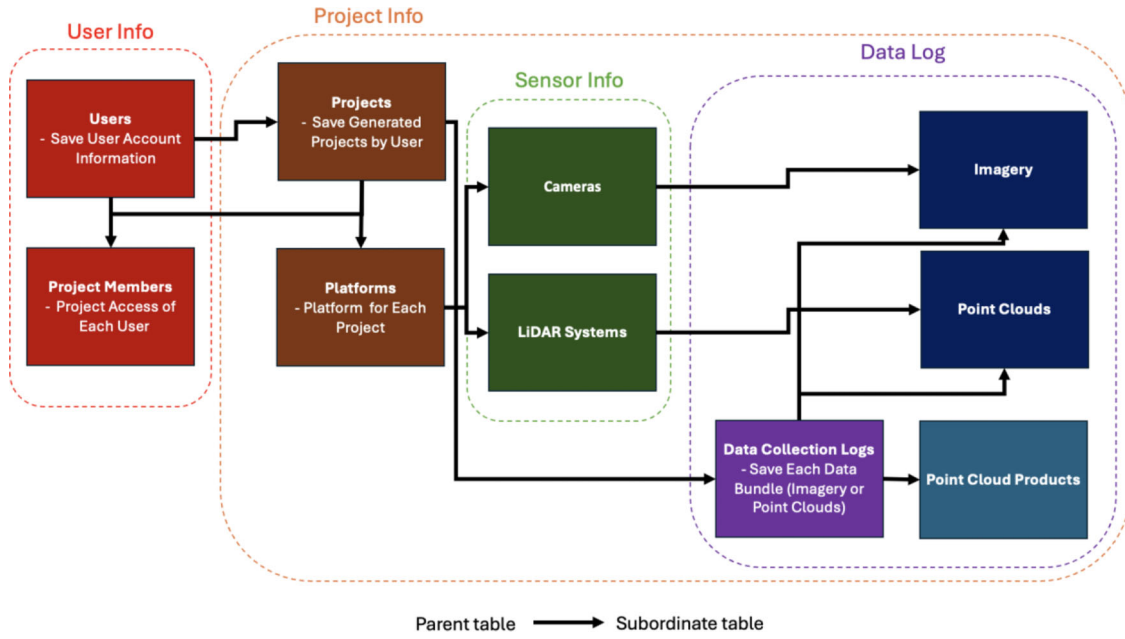 User Info
Project Info
Sensor Info
Data Log
Users
- Save User Account
Information
Projects
- Save Generated
Projects by User
Cameras
Imagery
Project Members
- Project Access of
Each User
Platforms
- Platform for Each
Project
LiDAR Systems
Point Clouds
Data Collection Logs
- Save Each Data
Bundle (Imagery or
Point Clouds)
Point Cloud Products
Parent table
Subordinate table